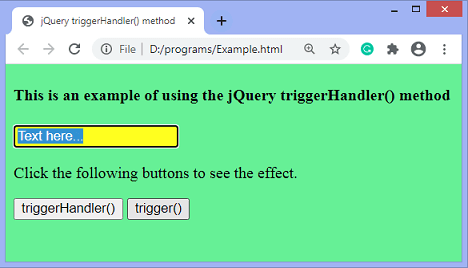 jQuery triggerHandler() method
File | D:/programs/Example.html
This is an example of using the jQuery triggerHandler() method
Text here...
Click the following buttons to see the effect.
triggerHandler() trigger()